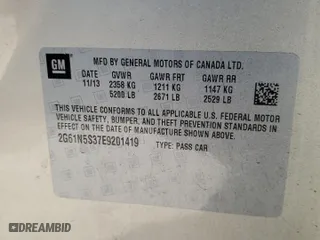 GM
MFD BY GENERAL MOTORS OF CANADA LTD.
DATE GVWR GAWR FRT GAWR RR
11/13 2358 KG 1211 KG 1147 KG
5200 LB 2671 LB 2529 LB
THIS VEHICLE CONFORMS TO ALL APPLICABLE U.S. FEDERAL MOTOR
VEHICLE SAFETY, BUMPER, AND THEFT PREVENTION STANDARDS IN EFFECT ON
THE DATE OF MANUFACTURE SHOWN ABOVE.
2G61N5S37E9201419 TYPE: PASS CAR
BIDCARS
BIDCARS